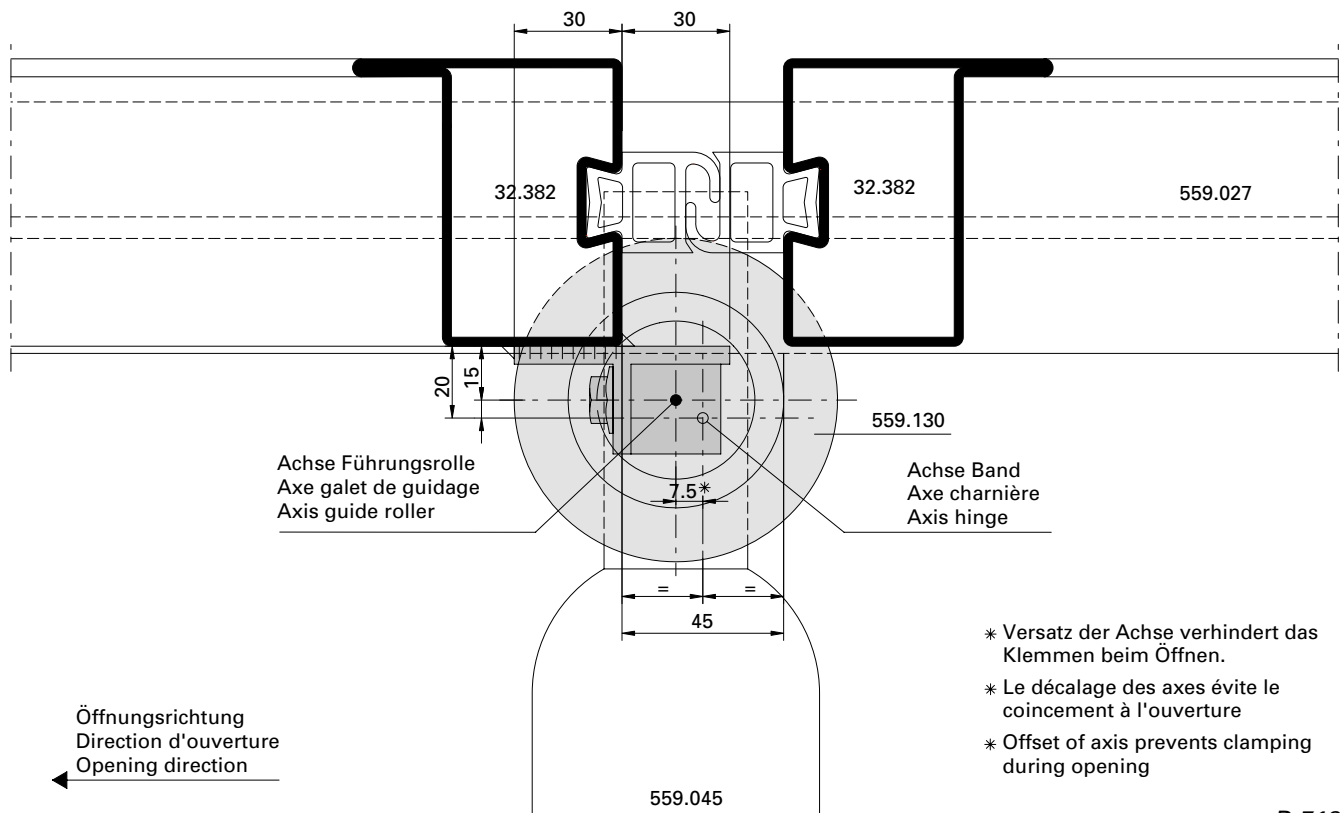 30
30
32.382
32.382
559.027
20
15
559.130
Achse Führungsrolle
Axe galet de guidage
Axis guide roller
7.5*
Achse Band
Axe charnière
Axis hinge
=
=
45
* Versatz der Achse verhindert das
Klemmen beim Öffnen.
* Le décalage des axes évite le
coincement à l'ouverture
* Offset of axis prevents clamping
during opening
Öffnungsrichtung
Direction d'ouverture
Opening direction
559.045